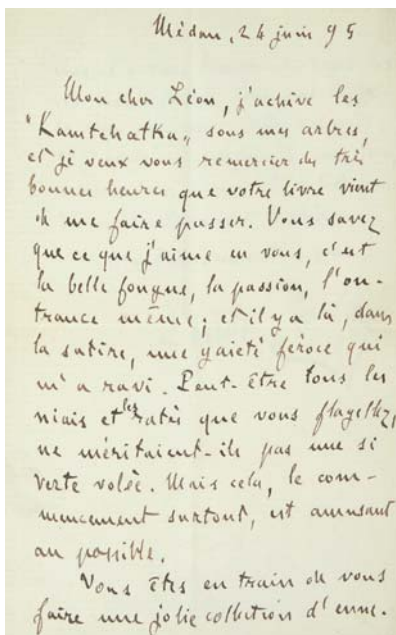 Médan, 24 juin 95
Mon cher Léon, j'achève les
"Kamtchatka" sous mes arbres,
et je veux vous remercier des très
bonnes heures que votre livre vient
de me faire passer. Vous savez
que ce que j'aime en vous, c'est
la belle fougue, la passion, l'ou-
trance même ; et il y a là, dans
la satire, une gaieté féroce qui
m'a ravi. Peut-être tous les
niais et les ratés que vous flagellez,
ne méritaient-ils pas une si
verte volée. Mais cela, le com-
mencement surtout, est amusant
au possible.
Vous êtes en train de vous
faire une jolie collection d'enne-